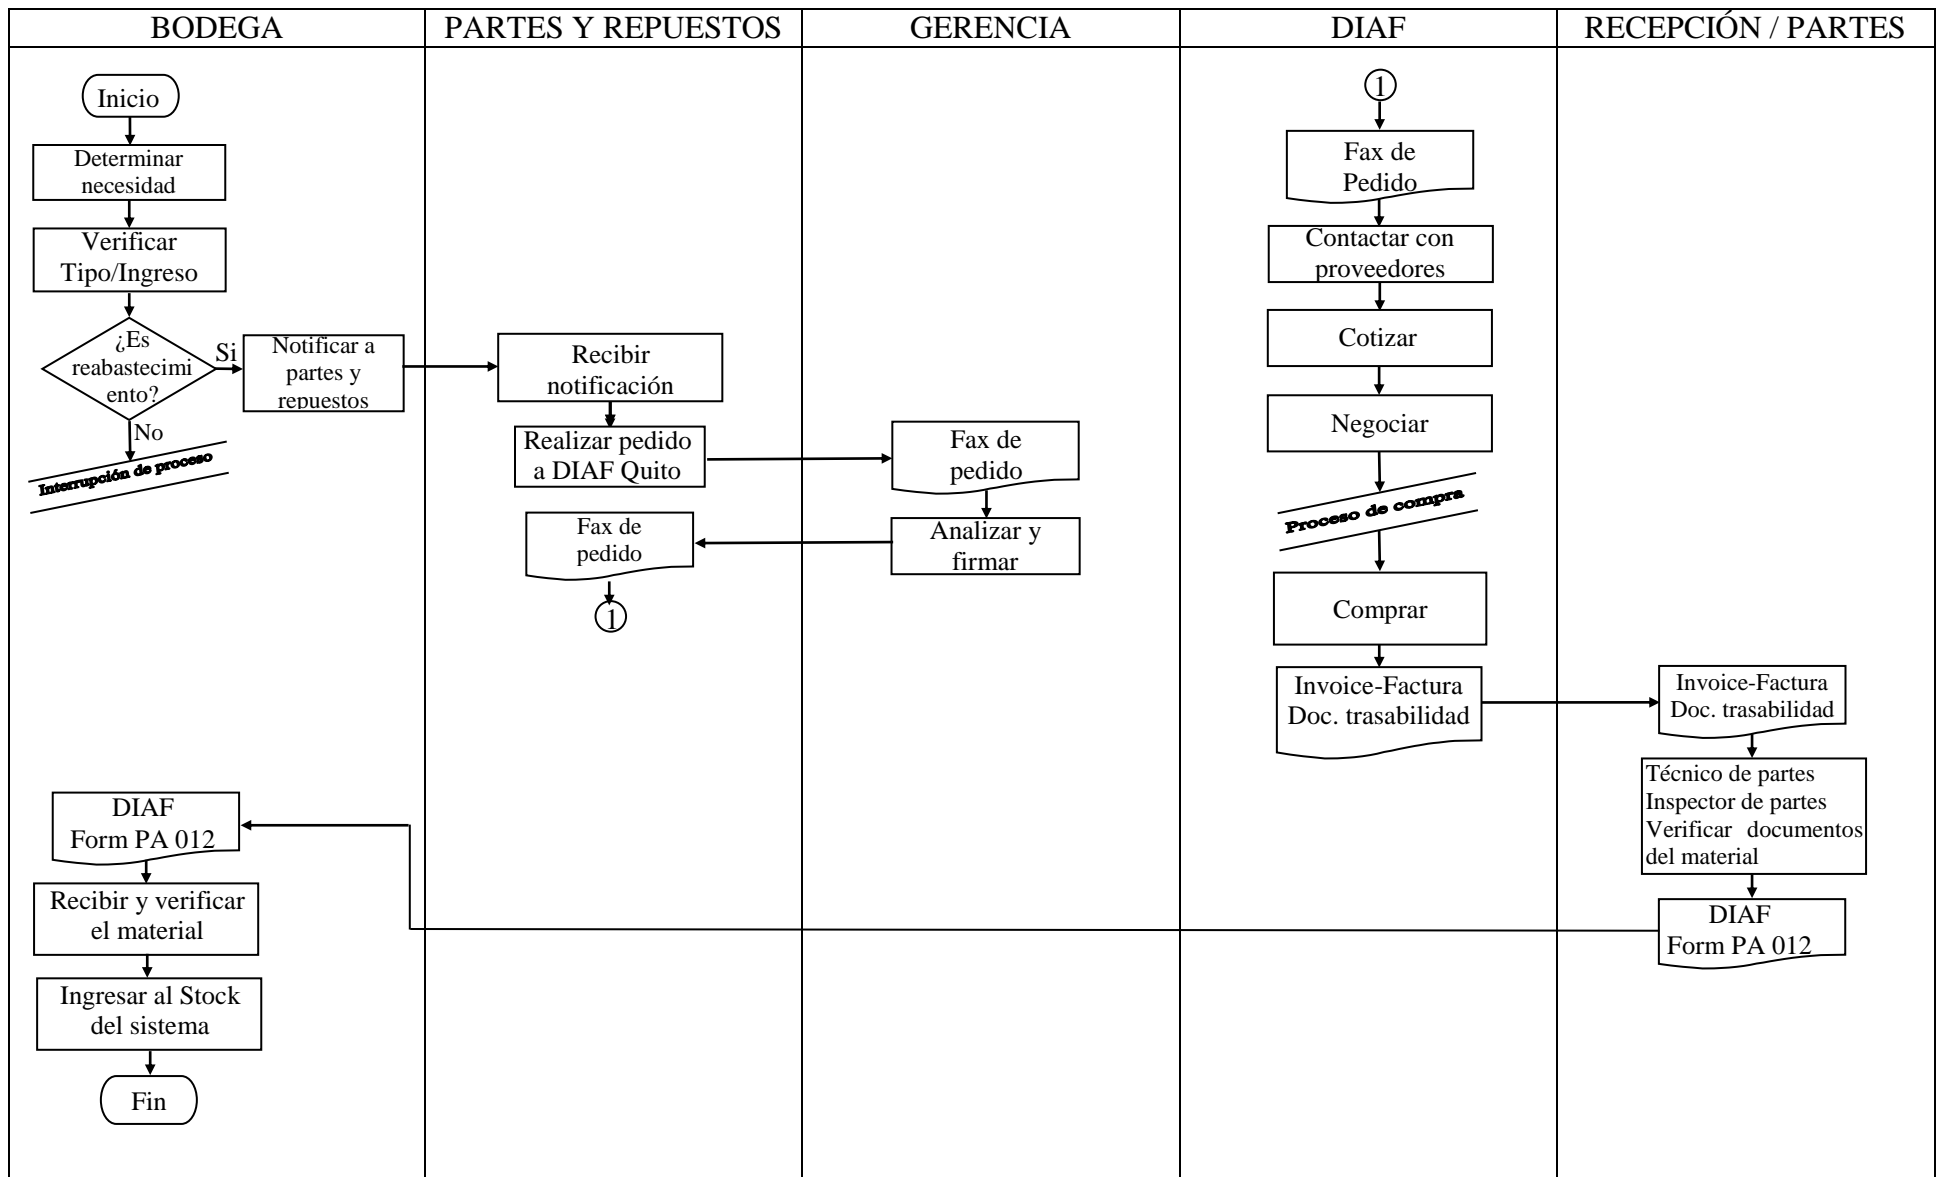 BODEGA
PARTES Y REPUESTOS
GERENCIA
DIAF
RECEPCIÓN / PARTES
Inicio
Determinar
necesidad
Verificar
Tipo/Ingreso
¿Es
reabastecimi
ento?
Si
No
Interrupción de proceso
Notificar a
partes y
repuestos
Recibir
notificación
Realizar pedido
a DIAF Quito
Fax de
pedido
Analizar y
firmar
Fax de
pedido
1
1
Fax de
Pedido
Contactar con
proveedores
Cotizar
Negociar
Proceso de compra
Comprar
Invoice-Factura
Doc. trasabilidad
Invoice-Factura
Doc. trasabilidad
Técnico de partes
Inspector de partes
Verificar documentos
del material
DIAF
Form PA 012
DIAF
Form PA 012
Recibir y verificar
el material
Ingresar al Stock
del sistema
Fin